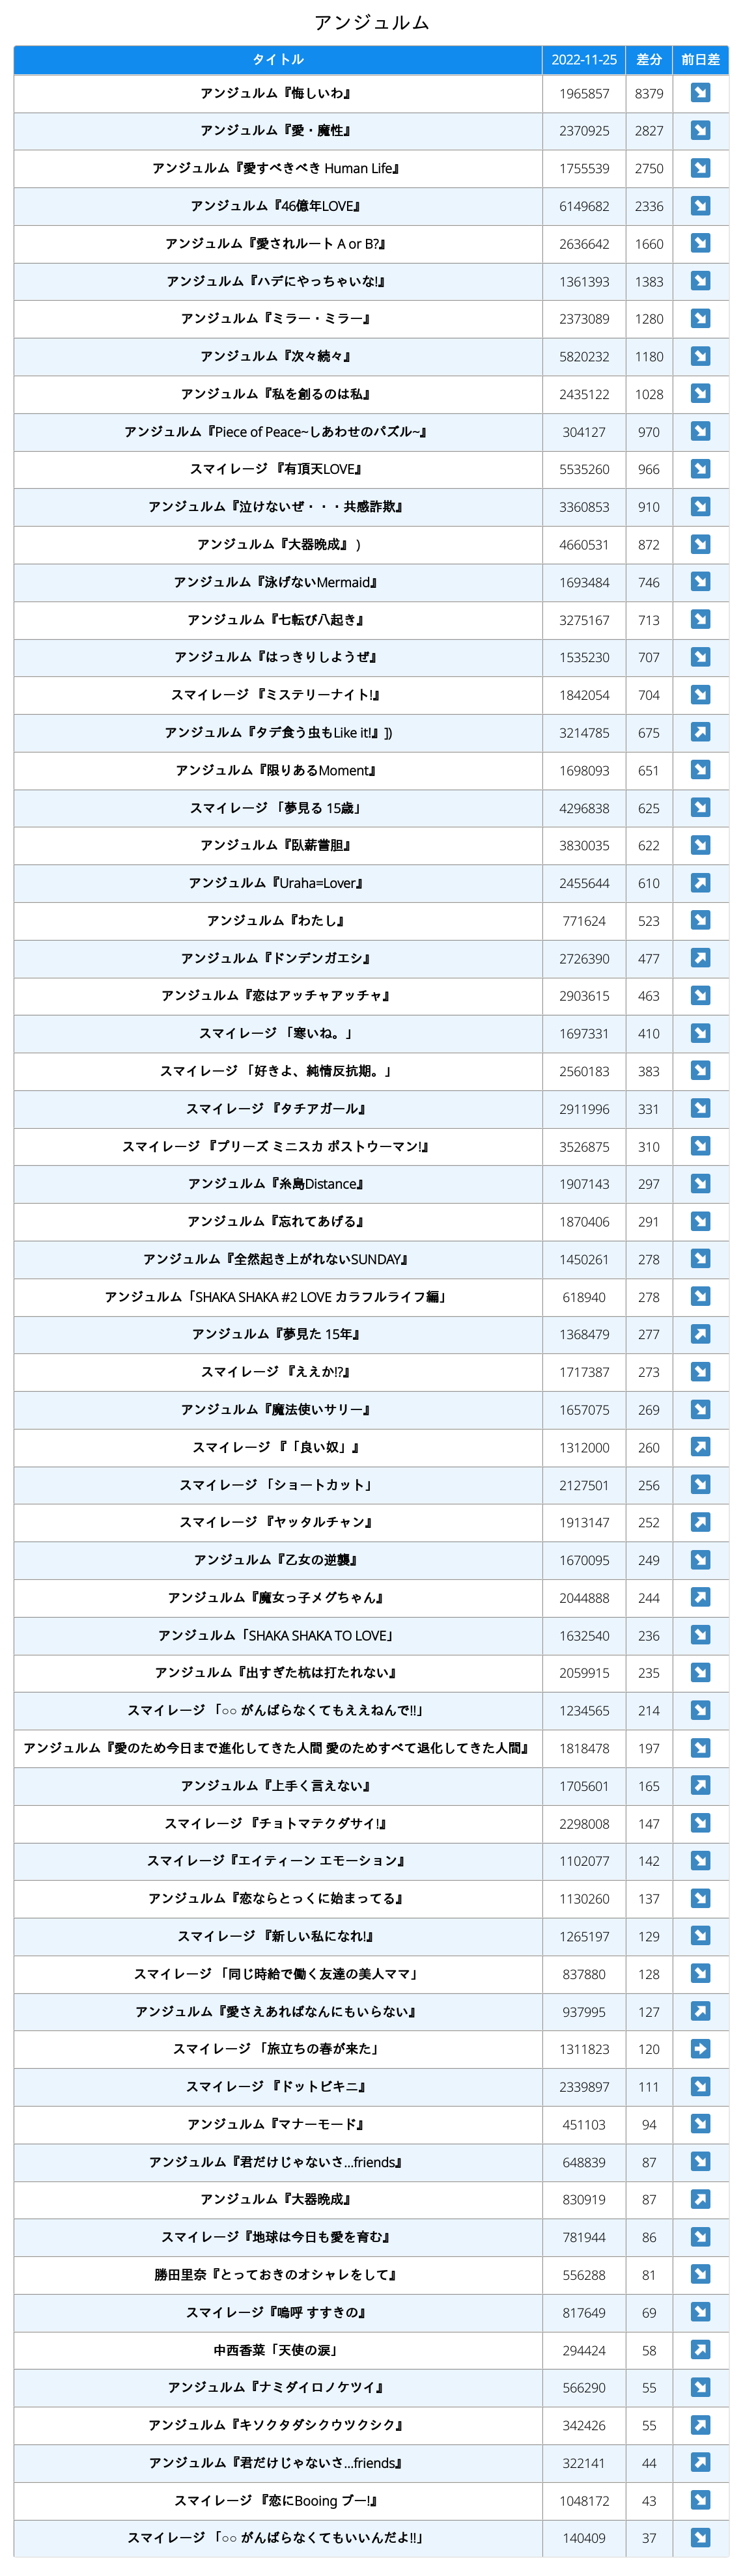 アンジュルム
タイトル 2022-11-25 差分 前日差
アンジュルム『悔しいわ』 1965857 8379 ↘
アンジュルム『愛・魔性』 2370925 2827 ↘
アンジュルム『愛すべきべき Human Life』 1755539 2750 ↘
アンジュルム『46億年LOVE』 6149682 2336 ↘
アンジュルム『愛されルート A or B?』 2636642 1660 ↘
アンジュルム『ハデにやっちゃいな!』 1361393 1383 ↘
アンジュルム『ミラー・ミラー』 2373089 1280 ↘
アンジュルム『次々続々』 5820232 1180 ↘
アンジュルム『私を創るのは私』 2435122 1028 ↘
アンジュルム『Piece of Peace~しあわせのパズル~』 304127 970 ↘
スマイレージ 『有頂天LOVE』 5535260 966 ↘
アンジュルム『泣けないぜ・・・共感詐欺』 3360853 910 ↘
アンジュルム『大器晩成』 ) 4660531 872 ↘
アンジュルム『泳げないMermaid』 1693484 746 ↘
アンジュルム『七転び八起き』 3275167 713 ↘
アンジュルム『はっきりしようぜ』 1535230 707 ↘
スマイレージ 『ミステリーナイト!』 1842054 704 ↘
アンジュルム『タデ食う虫もLike it!』]) 3214785 675 ↗
アンジュルム『限りあるMoment』 1698093 651 ↘
スマイレージ 「夢見る 15歳」 4296838 625 ↘
アンジュルム『臥薪嘗胆』 3830035 622 ↘
アンジュルム『Uraha=Lover』 2455644 610 ↗
アンジュルム『わたし』 771624 523 ↘
アンジュルム『ドンデンガエシ』 2726390 477 ↗
アンジュルム『恋はアッチャアッチャ』 2903615 463 ↘
スマイレージ 「寒いね。」 1697331 410 ↘
スマイレージ 「好きよ、純情反抗期。」 2560183 383 ↘
スマイレージ 『タチアガール』 2911996 331 ↘
スマイレージ 『プリーズ ミニスカ ポストウーマン!』 3526875 310 ↘
アンジュルム『糸島Distance』 1907143 297 ↘
アンジュルム『忘れてあげる』 1870406 291 ↘
アンジュルム『全然起き上がれないSUNDAY』 1450261 278 ↘
アンジュルム「SHAKA SHAKA #2 LOVE カラフルライフ編」 618940 278 ↘
アンジュルム『夢見た 15年』 1368479 277 ↗
スマイレージ 『ええか!?』 1717387 273 ↘
アンジュルム『魔法使いサリー』 1657075 269 ↘
スマイレージ 『「良い奴」』 1312000 260 ↗
スマイレージ 「ショートカット」 2127501 256 ↘
スマイレージ 『ヤッタルチャン』 1913147 252 ↗
アンジュルム『乙女の逆襲』 1670095 249 ↘
アンジュルム『魔女っ子メグちゃん』 2044888 244 ↗
アンジュルム「SHAKA SHAKA TO LOVE」 1632540 236 ↘
アンジュルム『出すぎた杭は打たれない』 2059915 235 ↘
スマイレージ 「○○ がんばらなくてもええねんで!!」 1234565 214 ↘
アンジュルム『愛のため今日まで進化してきた人間 愛のためすべて退化してきた人間』 1818478 197 ↘
アンジュルム『上手く言えない』 1705601 165 ↗
スマイレージ 『チョトマテクダサイ!』 2298008 147 ↘
スマイレージ『エイティーン エモーション』 1102077 142 ↘
アンジュルム『恋ならとっくに始まってる』 1130260 137 ↘
スマイレージ 『新しい私になれ!』 1265197 129 ↘
スマイレージ 「同じ時給で働く友達の美人ママ」 837880 128 ↘
アンジュルム『愛さえあればなんにもいらない』 937995 127 ↗
スマイレージ 「旅立ちの春が来た」 1311823 120 ➡
スマイレージ 『ドットビキニ』 2339897 111 ↘
アンジュルム『マナーモード』 451103 94 ↘
アンジュルム『君だけじゃないさ...friends』 648839 87 ↘
アンジュルム『大器晩成』 830919 87 ↗
スマイレージ『地球は今日も愛を育む』 781944 86 ↘
勝田里奈『とっておきのオシャレをして』 556288 81 ↘
スマイレージ『嗚呼 すすきの』 817649 69 ↘
中西香菜「天使の涙」 294424 58 ↗
アンジュルム『ナミダイロノケツイ』 566290 55 ↘
アンジュルム『キソクタダシクウツクシク』 342426 55 ↗
アンジュルム『君だけじゃないさ...friends』 322141 44 ↗
スマイレージ 『恋にBooing ブー!』 1048172 43 ↘
スマイレージ 「○○ がんばらなくてもいいんだよ!!」 140409 37 ↘